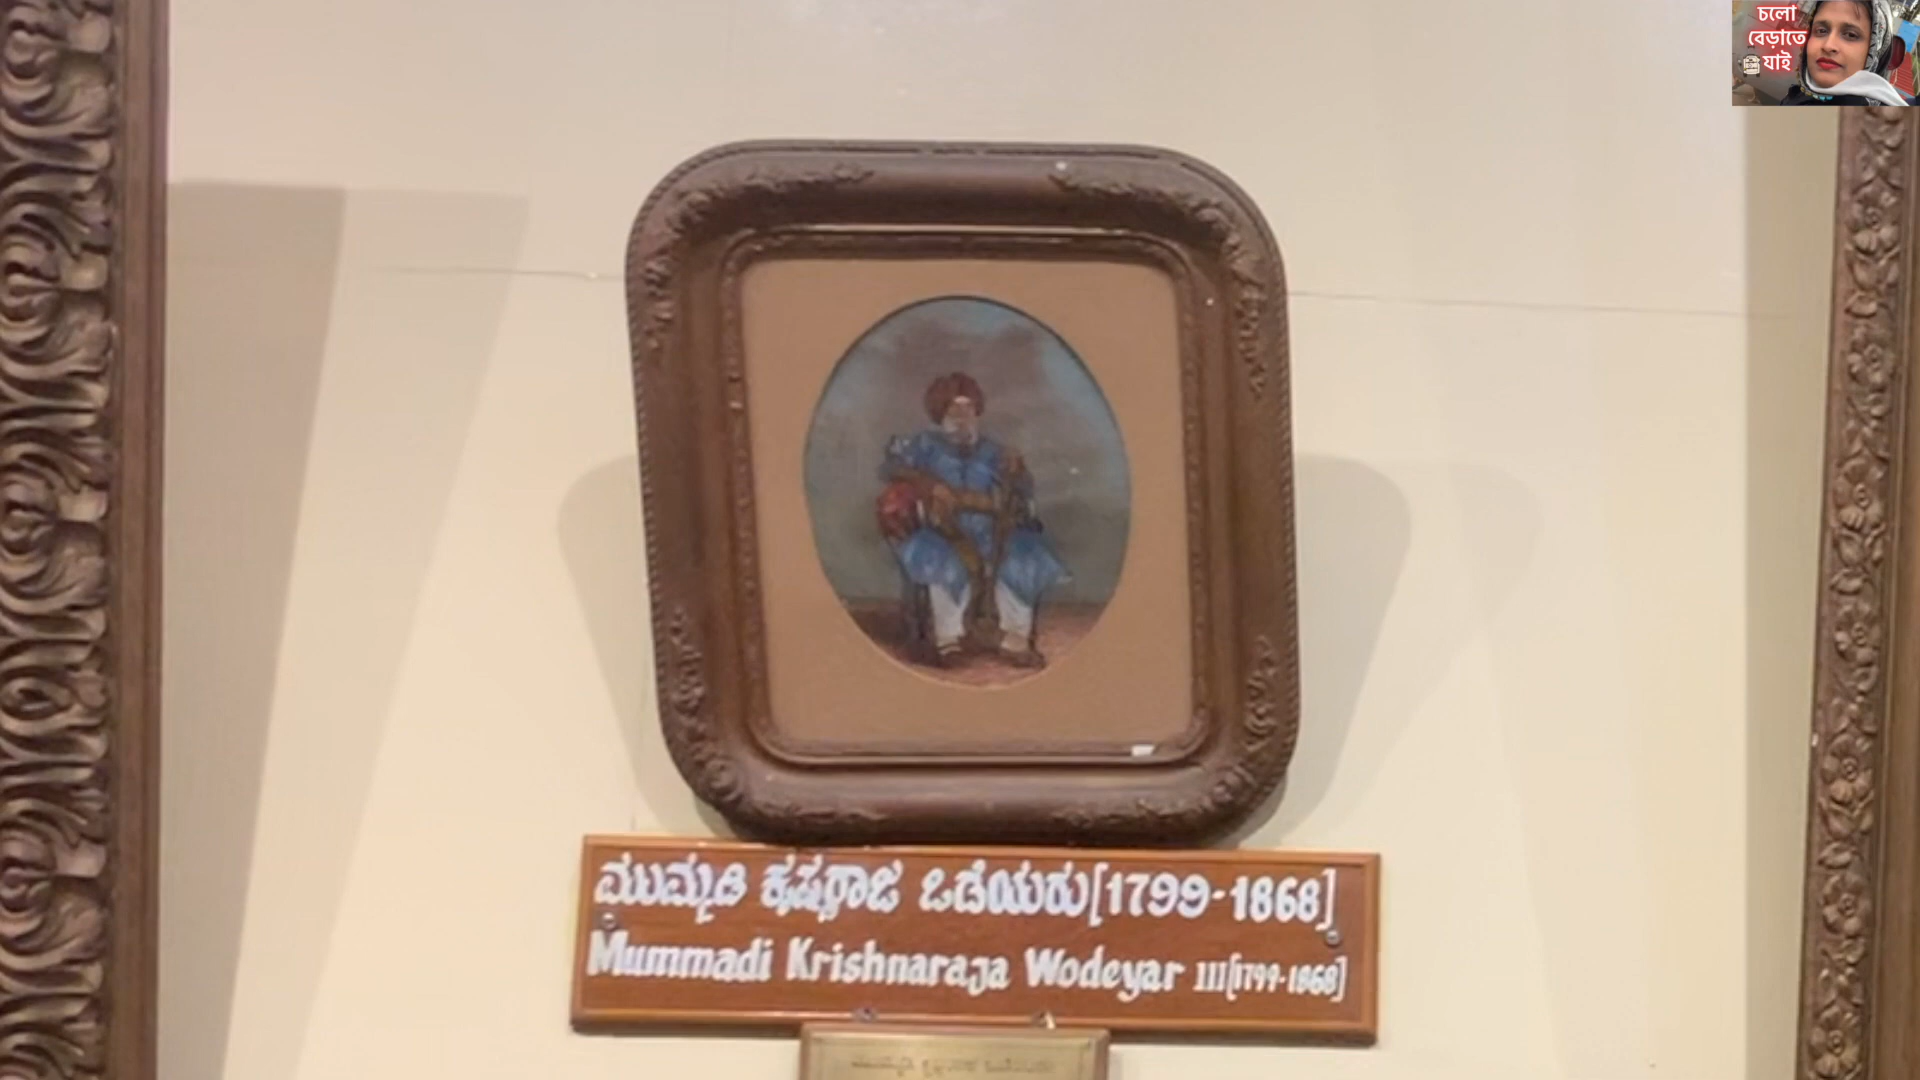 চলো
বেড়াতে
যাই
ಮುಮ್ಮಡಿ ಕೃಷ್ಣರಾಜ ಒಡೆಯರು[1799-1868]
Mummadi Krishnaraja Wodeyar III[1799-1868]